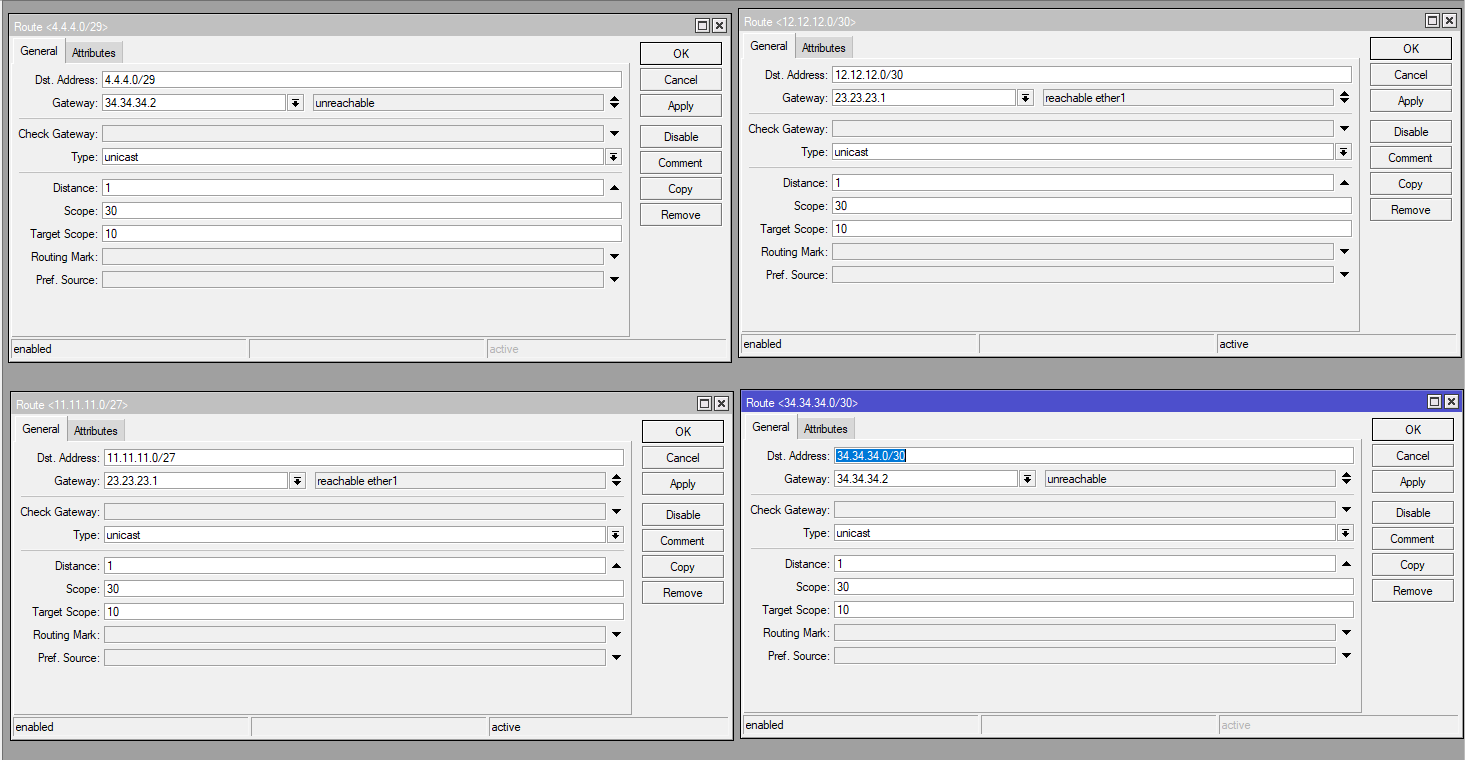 Route <4.4.4.0/29>
General Attributes
Dst. Address: 4.4.4.0/29
Gateway: 34.34.34.2 unreachable
Check Gateway:
Type: unicast
Distance: 1
Scope: 30
Target Scope: 10
Routing Mark:
Pref. Source:
OK
Cancel
Apply
Disable
Comment
Copy
Remove
enabled active
Route <12.12.12.0/30>
General Attributes
Dst. Address: 12.12.12.0/30
Gateway: 23.23.23.1 reachable ether1
Check Gateway:
Type: unicast
Distance: 1
Scope: 30
Target Scope: 10
Routing Mark:
Pref. Source:
OK
Cancel
Apply
Disable
Comment
Copy
Remove
enabled active
Route <11.11.11.0/27>
General Attributes
Dst. Address: 11.11.11.0/27
Gateway: 23.23.23.1 reachable ether1
Check Gateway:
Type: unicast
Distance: 1
Scope: 30
Target Scope: 10
Routing Mark:
Pref. Source:
OK
Cancel
Apply
Disable
Comment
Copy
Remove
enabled active
Route <34.34.34.0/30>
General Attributes
Dst. Address: 34.34.34.0/30
Gateway: 34.34.34.2 unreachable
Check Gateway:
Type: unicast
Distance: 1
Scope: 30
Target Scope: 10
Routing Mark:
Pref. Source:
OK
Cancel
Apply
Disable
Comment
Copy
Remove
enabled active